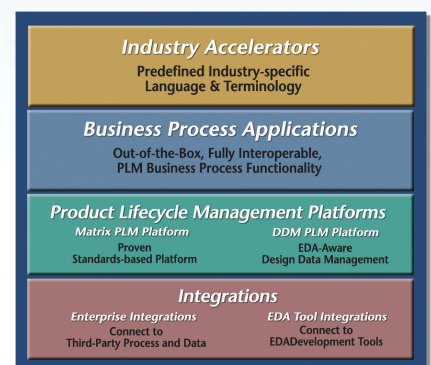 Industry Accelerators
Predefined Industry-specific
Language & Terminology
Business Process Applications
Out-of-the-Box, Fully Interoperable,
PLM Business Process Functionality
Product Lifecycle Management Platforms
Matrix PLM Platform
Proven
Standards-based Platform
DDM PLM Platform
EDA-Aware
Design Data Management
Integrations
Enterprise Integrations
Connect to
Third-Party Process and Data
EDA Tool Integrations
Connect to
EDADevelopment Tools